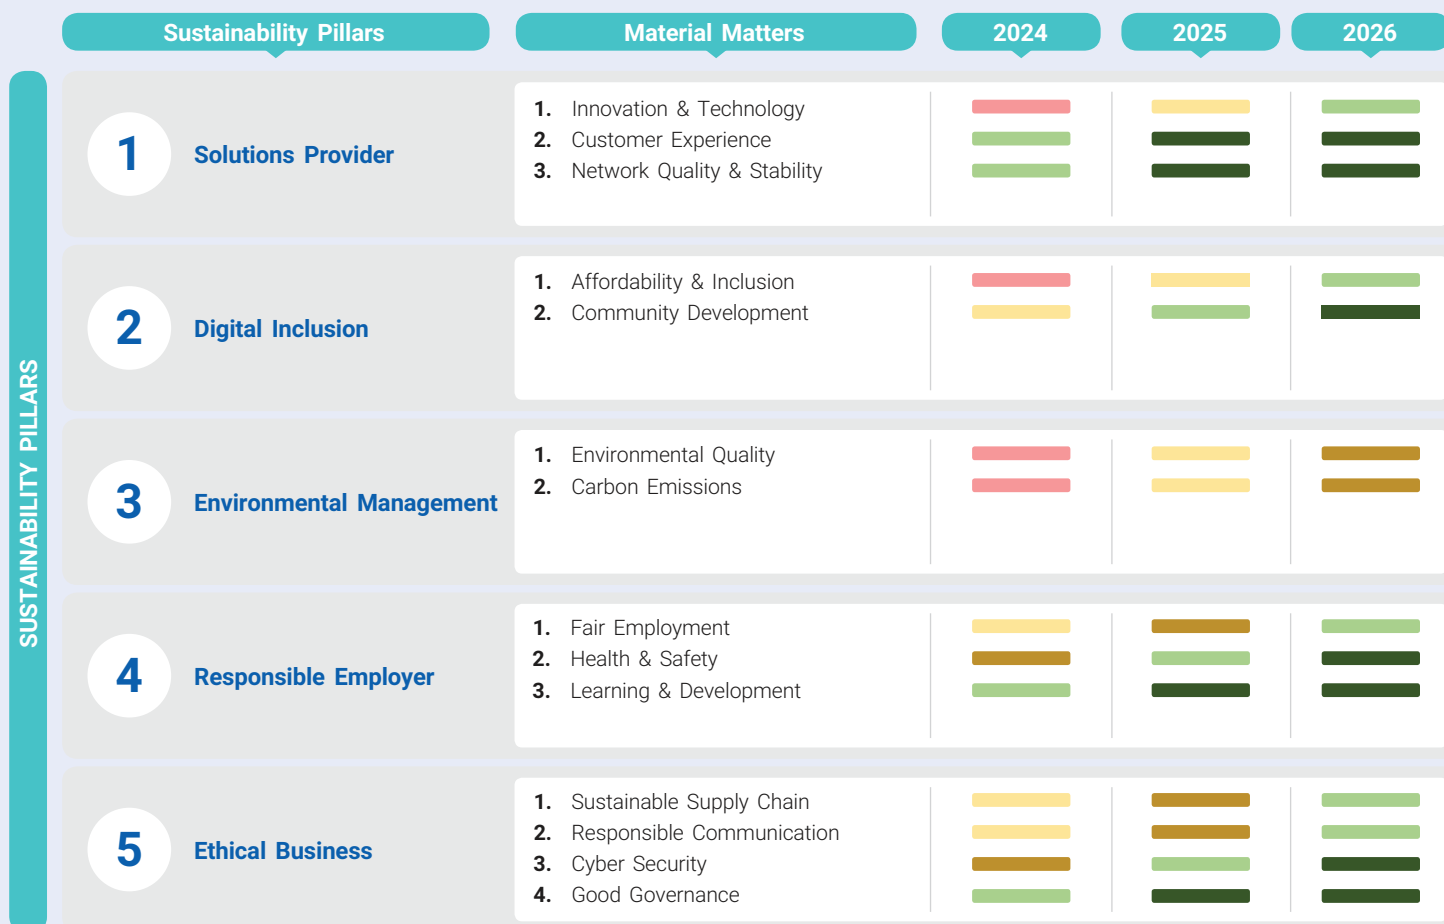 Sustainability Pillars Material Matters 2024 2025 2026
SUSTAINABILITY PILLARS
1 Solutions Provider
1. Innovation & Technology
2. Customer Experience
3. Network Quality & Stability
2 Digital Inclusion
1. Affordability & Inclusion
2. Community Development
3 Environmental Management
1. Environmental Quality
2. Carbon Emissions
4 Responsible Employer
1. Fair Employment
2. Health & Safety
3. Learning & Development
5 Ethical Business
1. Sustainable Supply Chain
2. Responsible Communication
3. Cyber Security
4. Good Governance